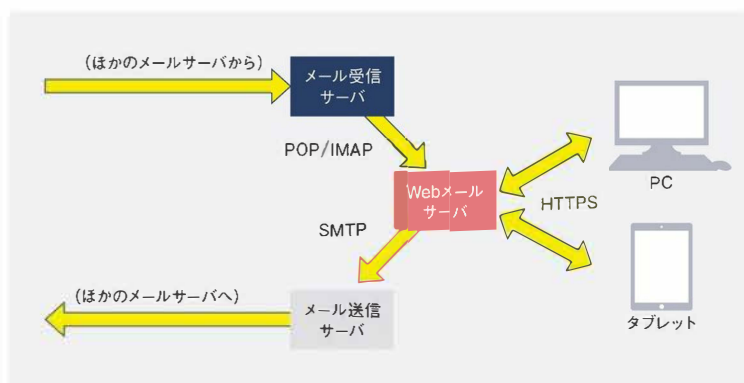 (ほかのメールサーバから)
メール受信
サーバ
POP/IMAP
Webメール
サーバ
HTTPS
PC
SMTP
(ほかのメールサーバへ)
メール送信
サーバ
タブレット